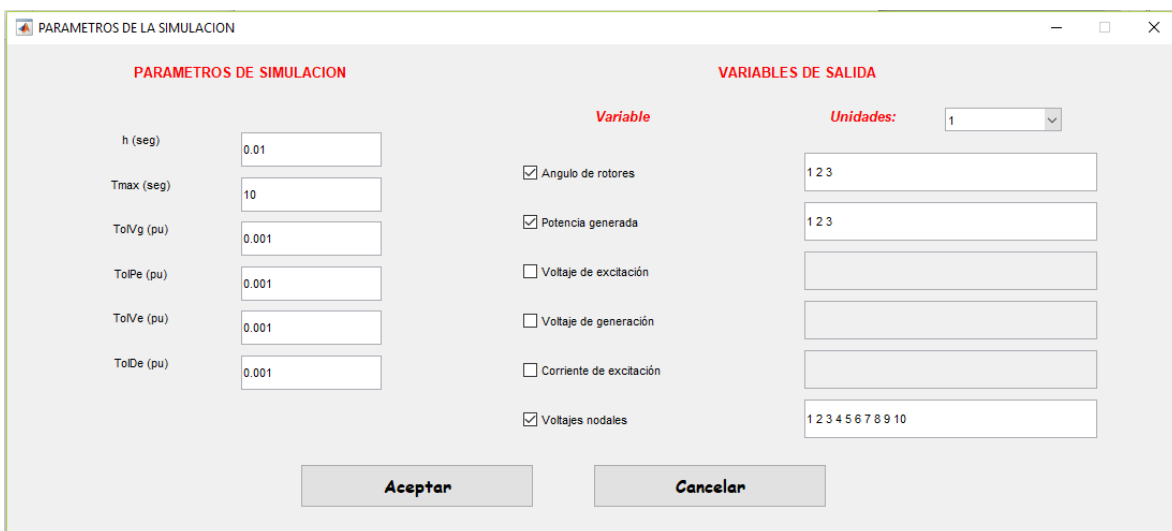 PARAMETROS DE LA SIMULACION
PARAMETROS DE SIMULACION
h (seg) 0.01
Tmax (seg) 10
TolVg (pu) 0.001
TolPe (pu) 0.001
TolVe (pu) 0.001
TolDe (pu) 0.001
VARIABLES DE SALIDA
Variable Unidades: 1
Angulo de rotores 1 2 3
Potencia generada 1 2 3
Voltaje de excitación
Voltaje de generación
Corriente de excitación
Voltajes nodales 1 2 3 4 5 6 7 8 9 10
Aceptar Cancelar